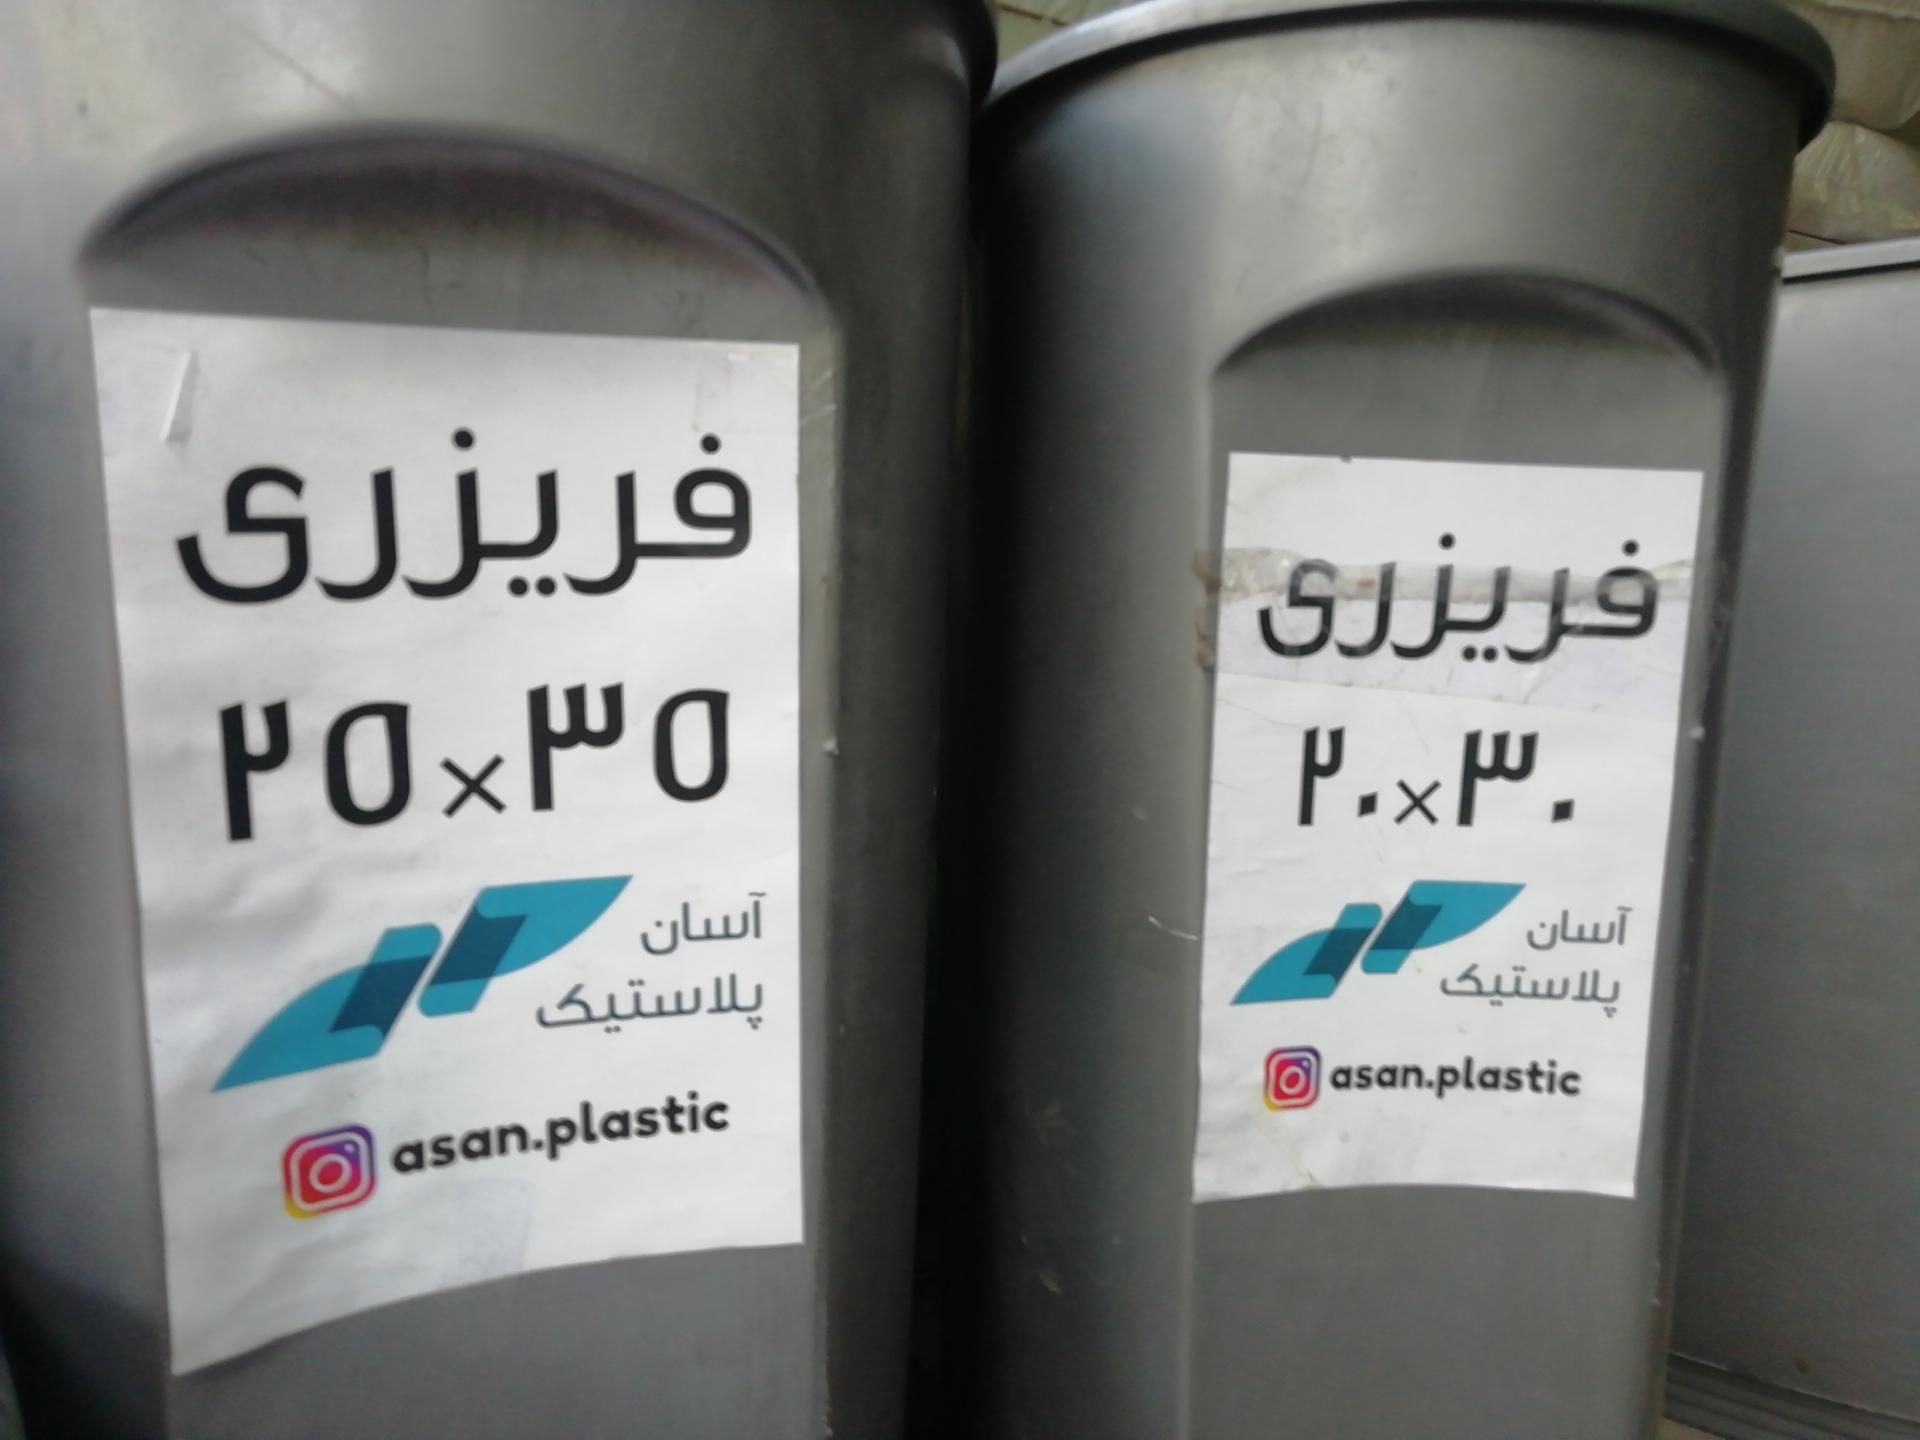 فریزری
۲۵×۳۵
آسان
پلاستیک
asan.plastic
فریزری
۲۰×۳۰
آسان
پلاستیک
asan.plastic